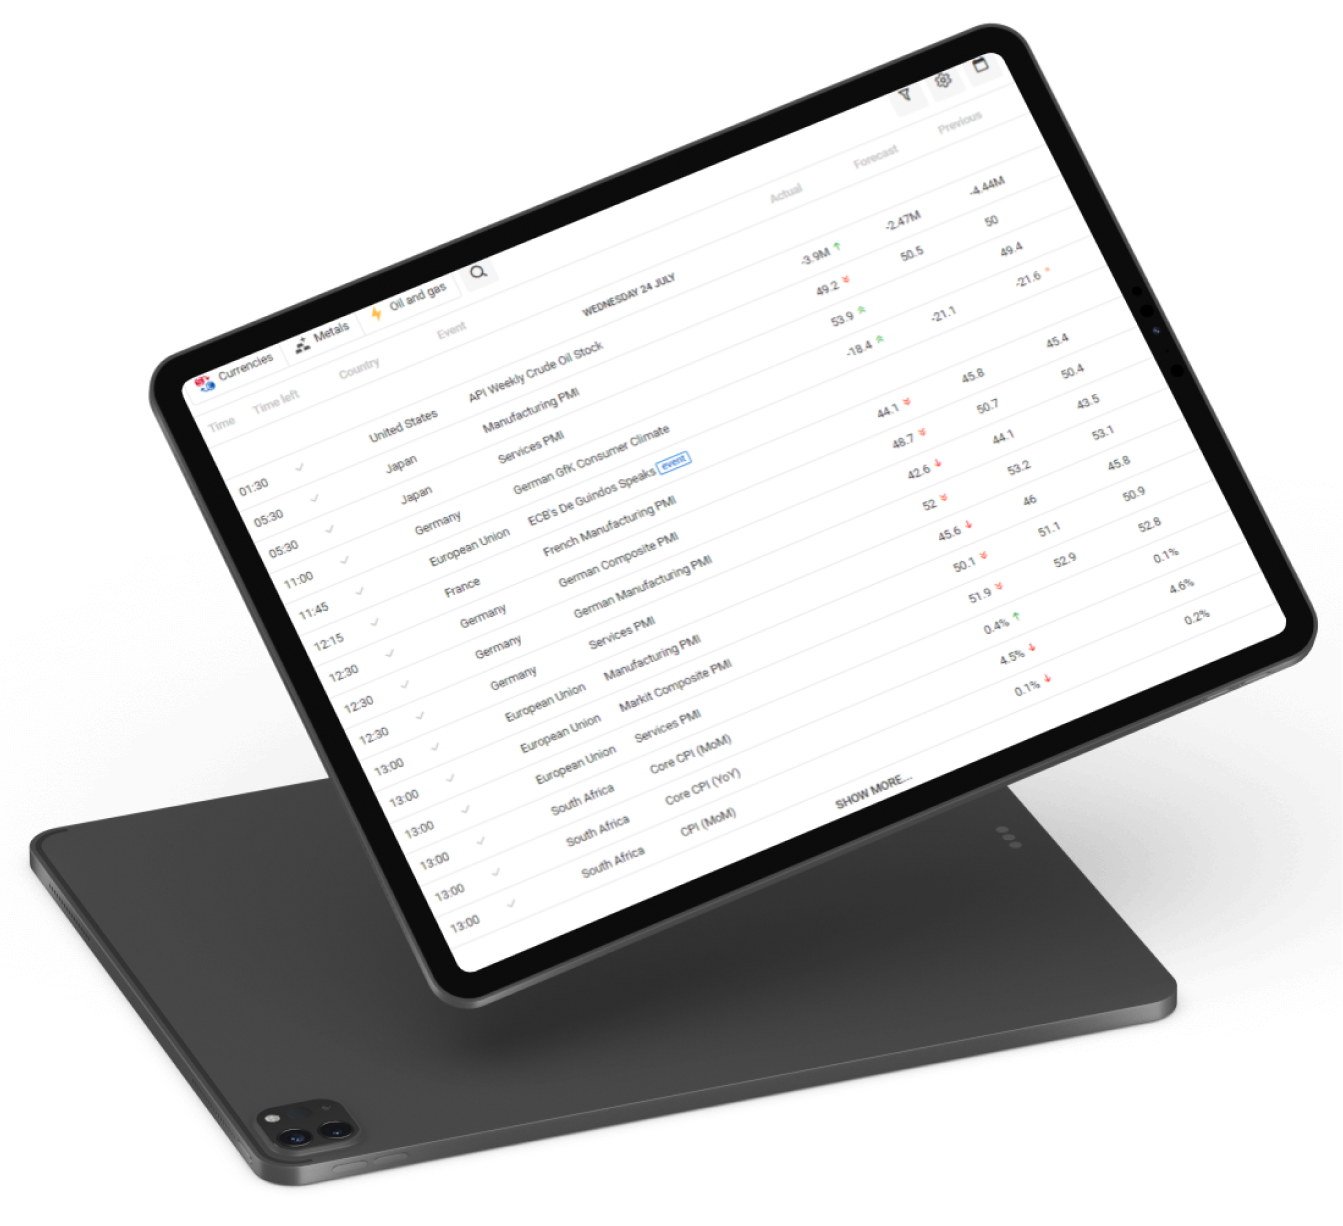 Currencies Metals Oil and gas
Time Time left Country Event Actual Forecast Previous
WEDNESDAY 24 JULY
01:30 United States API Weekly Crude Oil Stock -3.9M -2.47M -4.44M
05:30 Japan Manufacturing PMI 49.2 50.5 50
05:30 Japan Services PMI 53.9 49.4
11:00 Germany German GfK Consumer Climate -18.4 -21.1 -21.6
11:45 European Union ECB's De Guindos Speaks event
12:15 France French Manufacturing PMI 44.1 45.8 45.4
12:30 Germany German Composite PMI 48.7 50.7 50.4
12:30 Germany German Manufacturing PMI 42.6 44.1 43.5
12:30 Germany Services PMI 52 53.2 53.1
13:00 European Union Manufacturing PMI 45.6 46 45.8
13:00 European Union Markit Composite PMI 50.1 51.1 50.9
13:00 European Union Services PMI 51.9 52.9 52.8
13:00 South Africa Core CPI (MoM) 0.4% 0.1%
13:00 South Africa Core CPI (YoY) 4.5% 4.6%
13:00 South Africa CPI (MoM) 0.1% 0.2%
SHOW MORE...